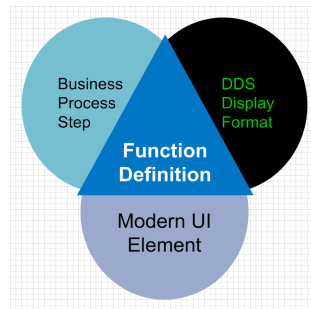 Business
Process
Step
DDS
Display
Format
Function
Definition
Modern UI
Element